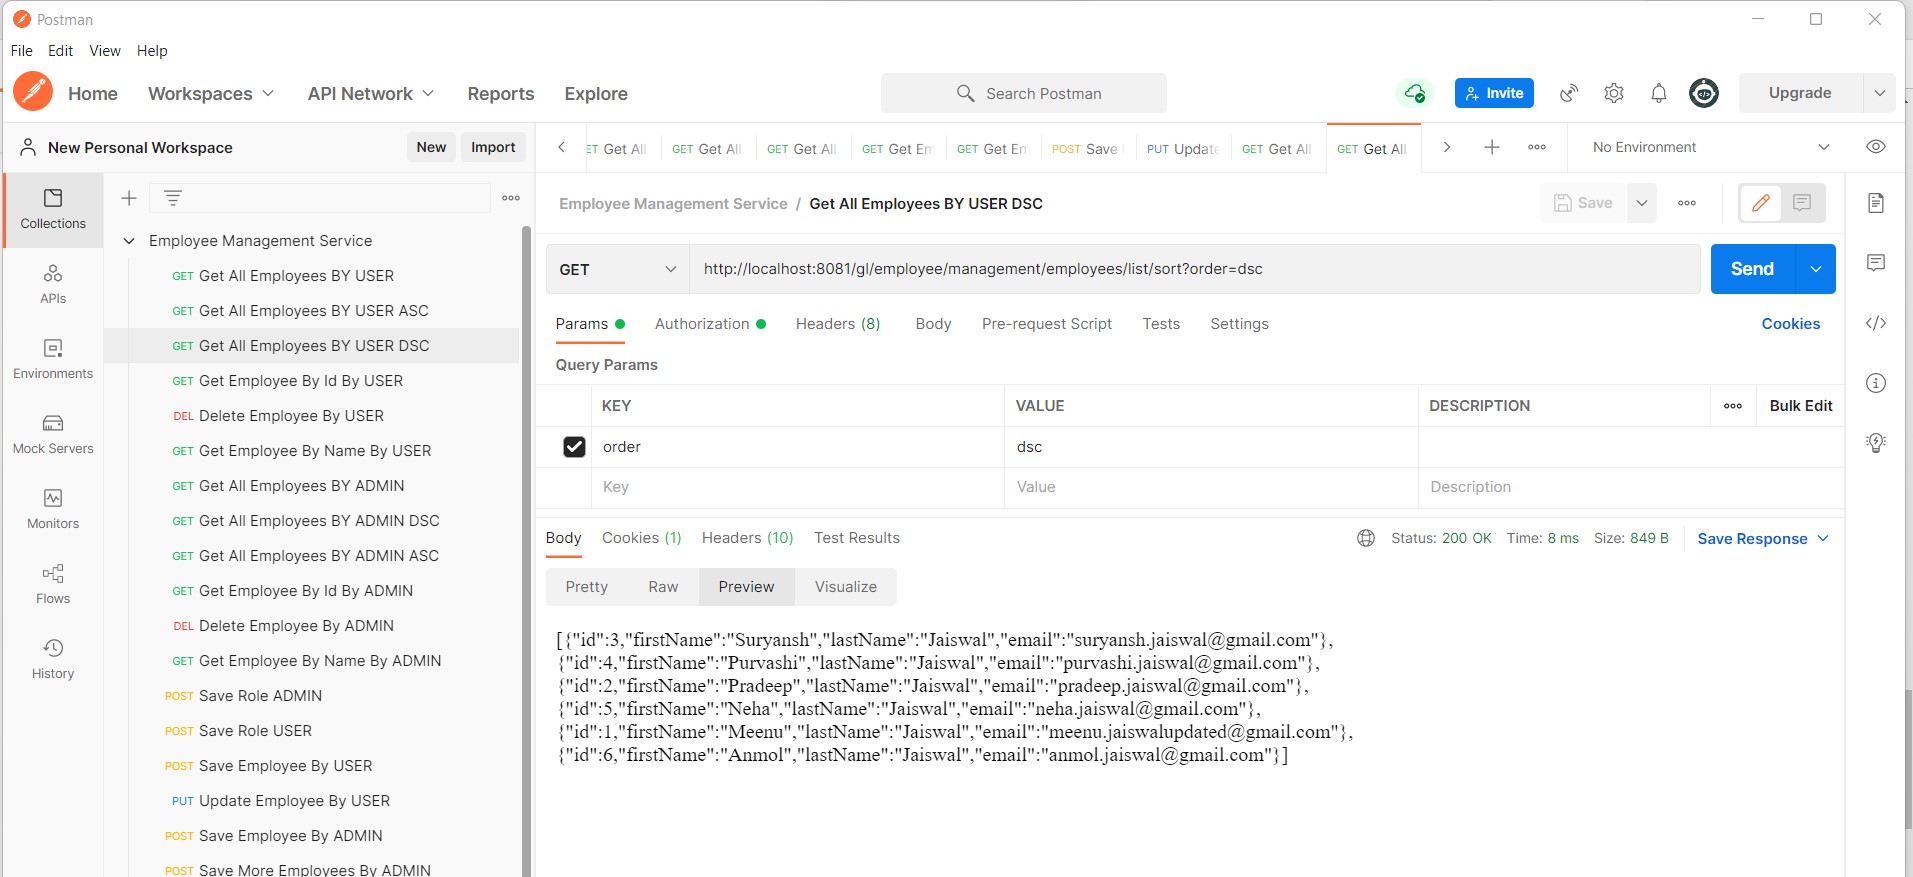 Postman
File Edit View Help
Home Workspaces API Network Reports Explore Search Postman Invite Upgrade
New Personal Workspace New Import
ET Get All GET Get All GET Get All GET Get Em GET Get Em POST Save PUT Update GET Get All GET Get All No Environment
Collections
APIs
Environments
Mock Servers
Monitors
Flows
History
Employee Management Service
GET Get All Employees BY USER
GET Get All Employees BY USER ASC
GET Get All Employees BY USER DSC
GET Get Employee By Id By USER
DEL Delete Employee By USER
GET Get Employee By Name By USER
GET Get All Employees BY ADMIN
GET Get All Employees BY ADMIN DSC
GET Get All Employees BY ADMIN ASC
GET Get Employee By Id By ADMIN
DEL Delete Employee By ADMIN
GET Get Employee By Name By ADMIN
POST Save Role ADMIN
POST Save Role USER
POST Save Employee By USER
PUT Update Employee By USER
POST Save Employee By ADMIN
POST Save More Employees By ADMIN
Employee Management Service / Get All Employees BY USER DSC Save
GET http://localhost:8081/gl/employee/management/employees/list/sort?order=dsc Send
Params Authorization Headers (8) Body Pre-request Script Tests Settings Cookies
Query Params
KEY VALUE DESCRIPTION Bulk Edit
order dsc
Key Value Description
Body Cookies (1) Headers (10) Test Results Status: 200 OK Time: 8 ms Size: 849 B Save Response
Pretty Raw Preview Visualize
[{"id":3,"firstName":"Suryansh","lastName":"Jaiswal","email":"suryansh.jaiswal@gmail.com"},
{"id":4,"firstName":"Purvashi","lastName":"Jaiswal","email":"purvashi.jaiswal@gmail.com"},
{"id":2,"firstName":"Pradeep","lastName":"Jaiswal","email":"pradeep.jaiswal@gmail.com"},
{"id":5,"firstName":"Neha","lastName":"Jaiswal","email":"neha.jaiswal@gmail.com"},
{"id":1,"firstName":"Meenu","lastName":"Jaiswal","email":"meenu.jaiswalupdated@gmail.com"},
{"id":6,"firstName":"Anmol","lastName":"Jaiswal","email":"anmol.jaiswal@gmail.com"}]